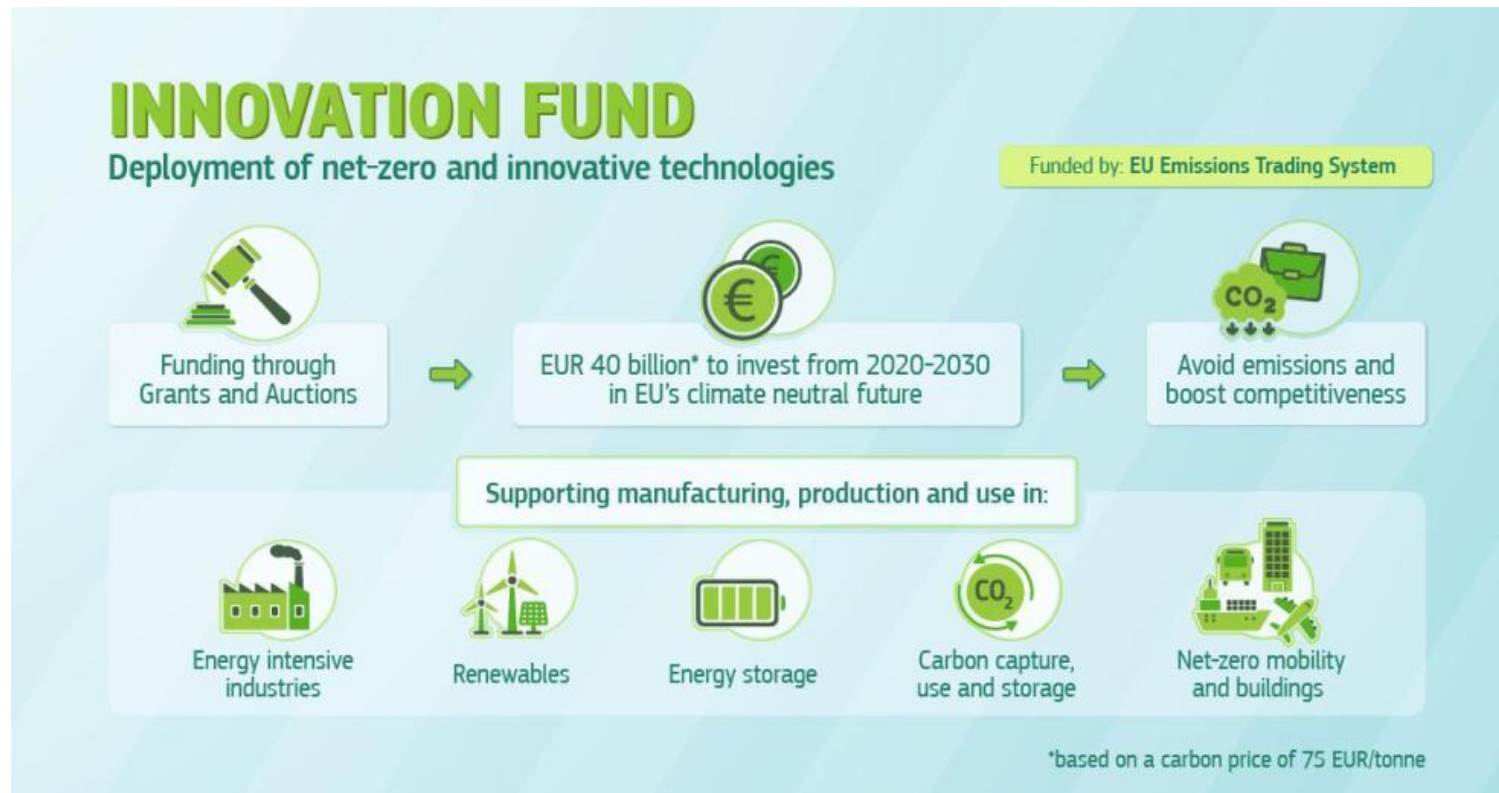 INNOVATION FUND
Deployment of net-zero and innovative technologies
Funded by: EU Emissions Trading System
Funding through
Grants and Auctions
€
€
EUR 40 billion* to invest from 2020-2030
in EU's climate neutral future
CO₂
Avoid emissions and
boost competitiveness
Supporting manufacturing, production and use in:
Energy intensive
industries
Renewables
Energy storage
CO₂
Carbon capture,
use and storage
Net-zero mobility
and buildings
*based on a carbon price of 75 EUR/tonne